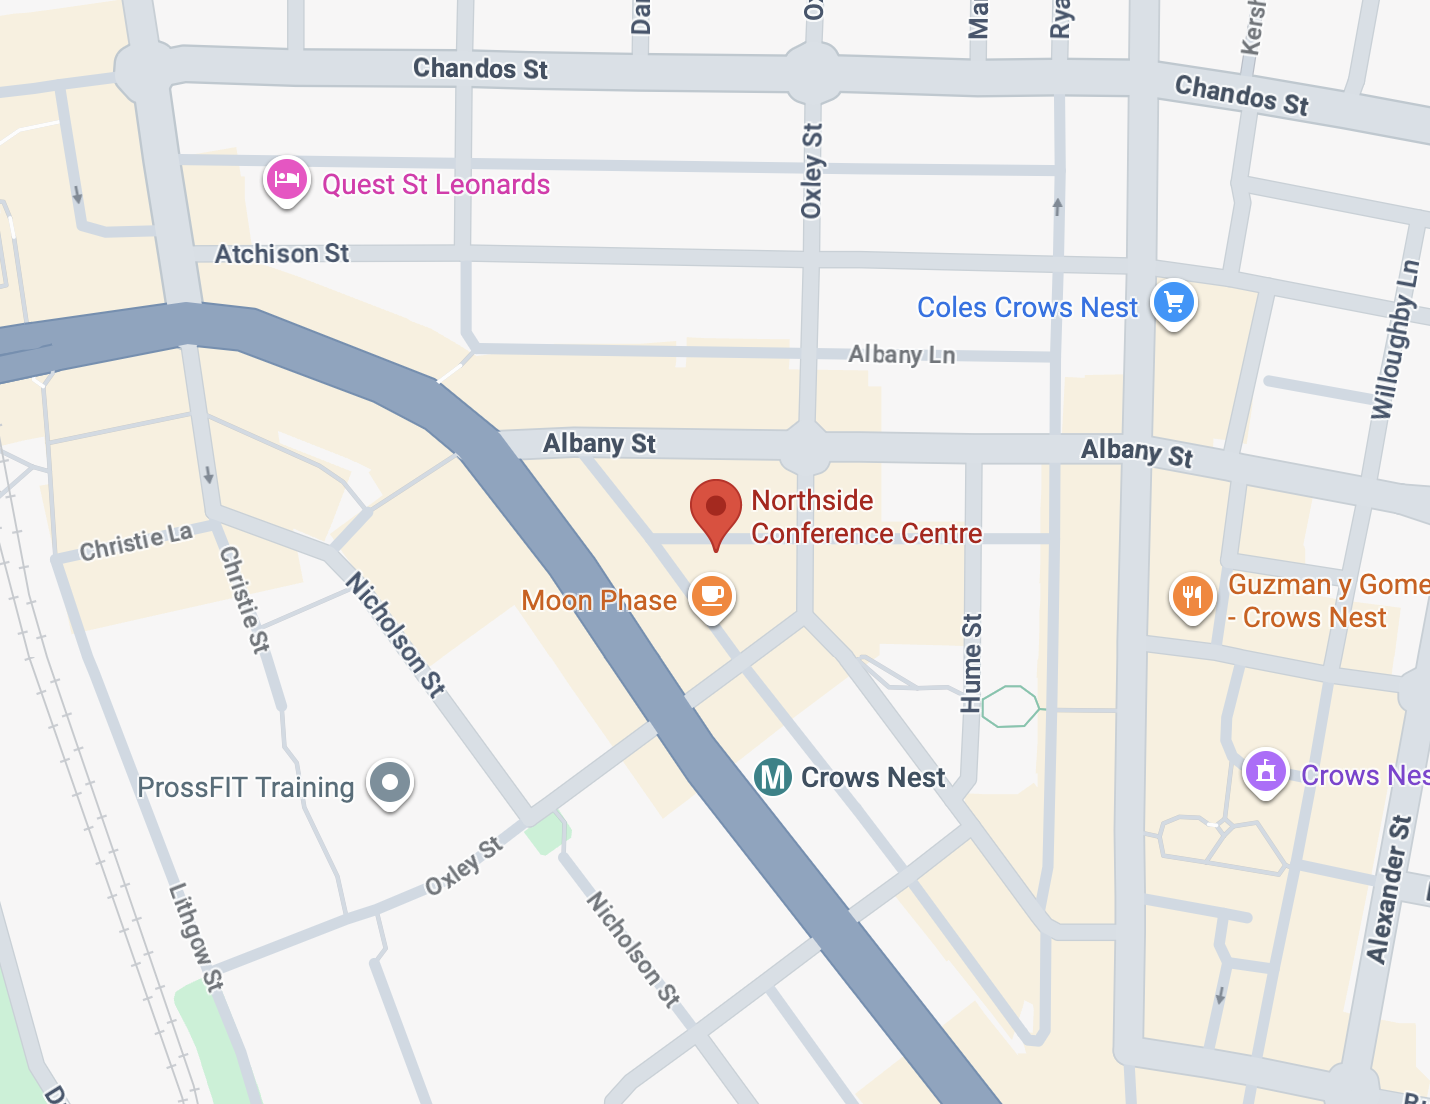 Chandos St
Chandos St
Oxley St
Quest St Leonards
Atchison St
Coles Crows Nest
Willoughby Ln
Albany Ln
Albany St
Albany St
Northside
Conference Centre
Christie La
Christie St
Moon Phase
Nicholson St
Hume St
Guzman y Gome
- Crows Nest
ProssFIT Training
M Crows Nest
Crows Nes
Oxley St
Lithgow St
Nicholson St
Alexander St